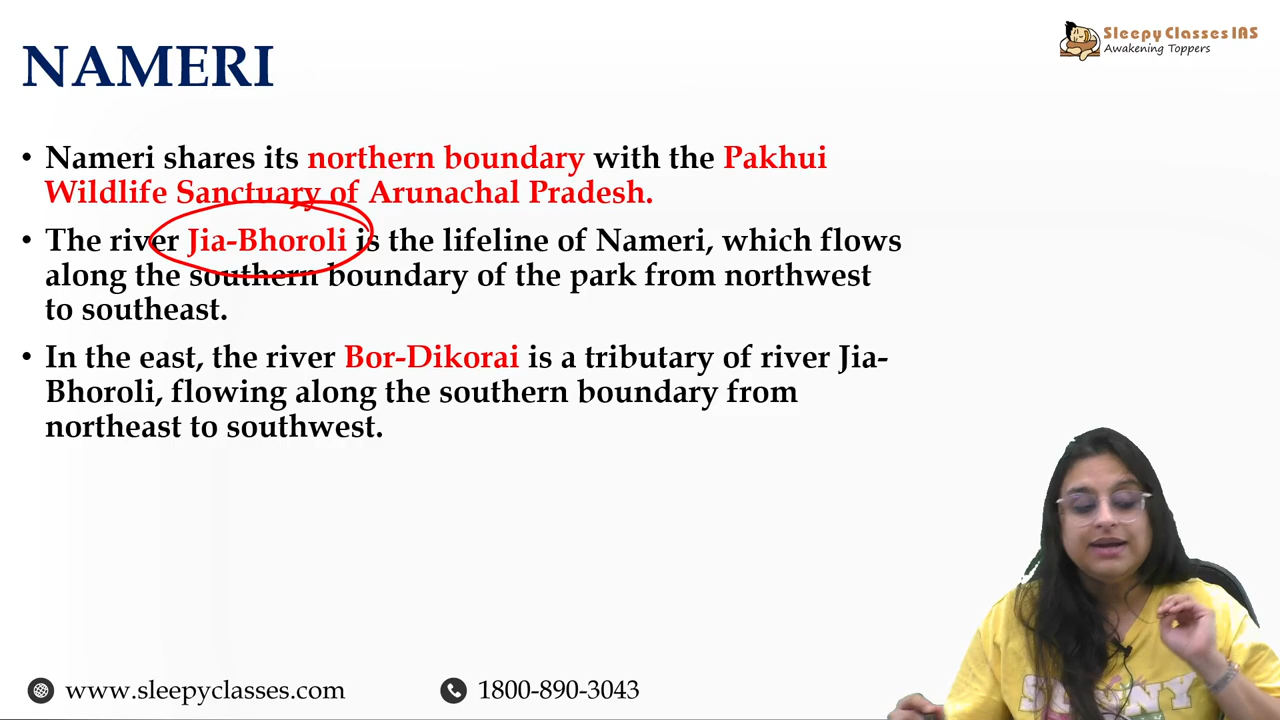 NAMERI
Sleepy Classes IAS
Awakening Toppers
• Nameri shares its northern boundary with the Pakhui
Wildlife Sanctuary of Arunachal Pradesh.
• The river Jia-Bhoroli is the lifeline of Nameri, which flows
along the southern boundary of the park from northwest
to southeast.
• In the east, the river Bor-Dikorai is a tributary of river Jia-
Bhoroli, flowing along the southern boundary from
northeast to southwest.
www.sleepyclasses.com
1800-890-3043